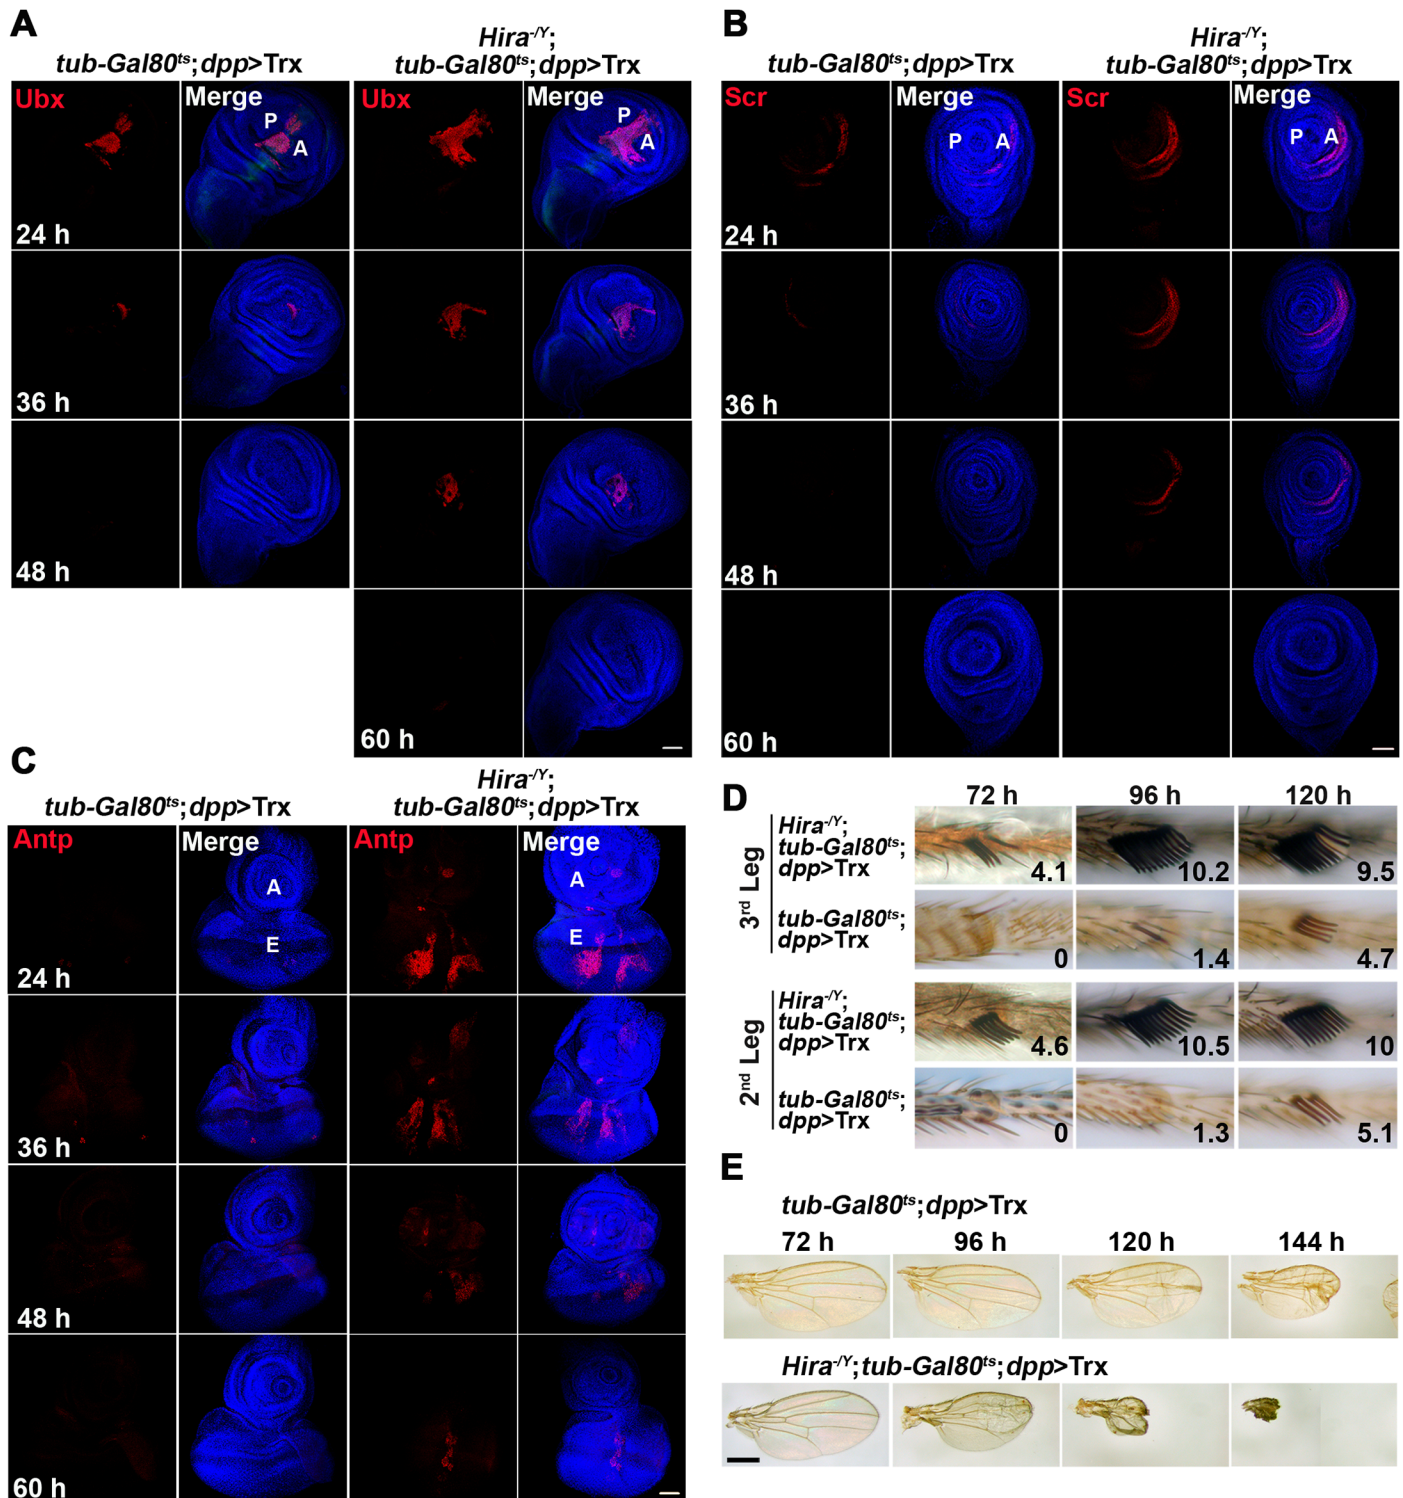 A
tub-Gal80ts;dpp>Trx
Hira-/Y;
tub-Gal80ts;dpp>Trx
Ubx
Merge
Ubx
Merge
P
A
P
A
24 h
36 h
48 h
60 h
B
tub-Gal80ts;dpp>Trx
Hira-/Y;
tub-Gal80ts;dpp>Trx
Scr
Merge
Scr
Merge
P
A
P
A
24 h
36 h
48 h
60 h
C
tub-Gal80ts;dpp>Trx
Hira-/Y;
tub-Gal80ts;dpp>Trx
Antp
Merge
Antp
Merge
A
E
A
E
24 h
36 h
48 h
60 h
D
72 h
96 h
120 h
3rd Leg
Hira-/Y;
tub-Gal80ts;
dpp>Trx
4.1
10.2
9.5
tub-Gal80ts;
dpp>Trx
0
1.4
4.7
2nd Leg
Hira-/Y;
tub-Gal80ts;
dpp>Trx
4.6
10.5
10
tub-Gal80ts;
dpp>Trx
0
1.3
5.1
E
tub-Gal80ts;dpp>Trx
72 h
96 h
120 h
144 h
Hira-/Y;tub-Gal80ts;dpp>Trx